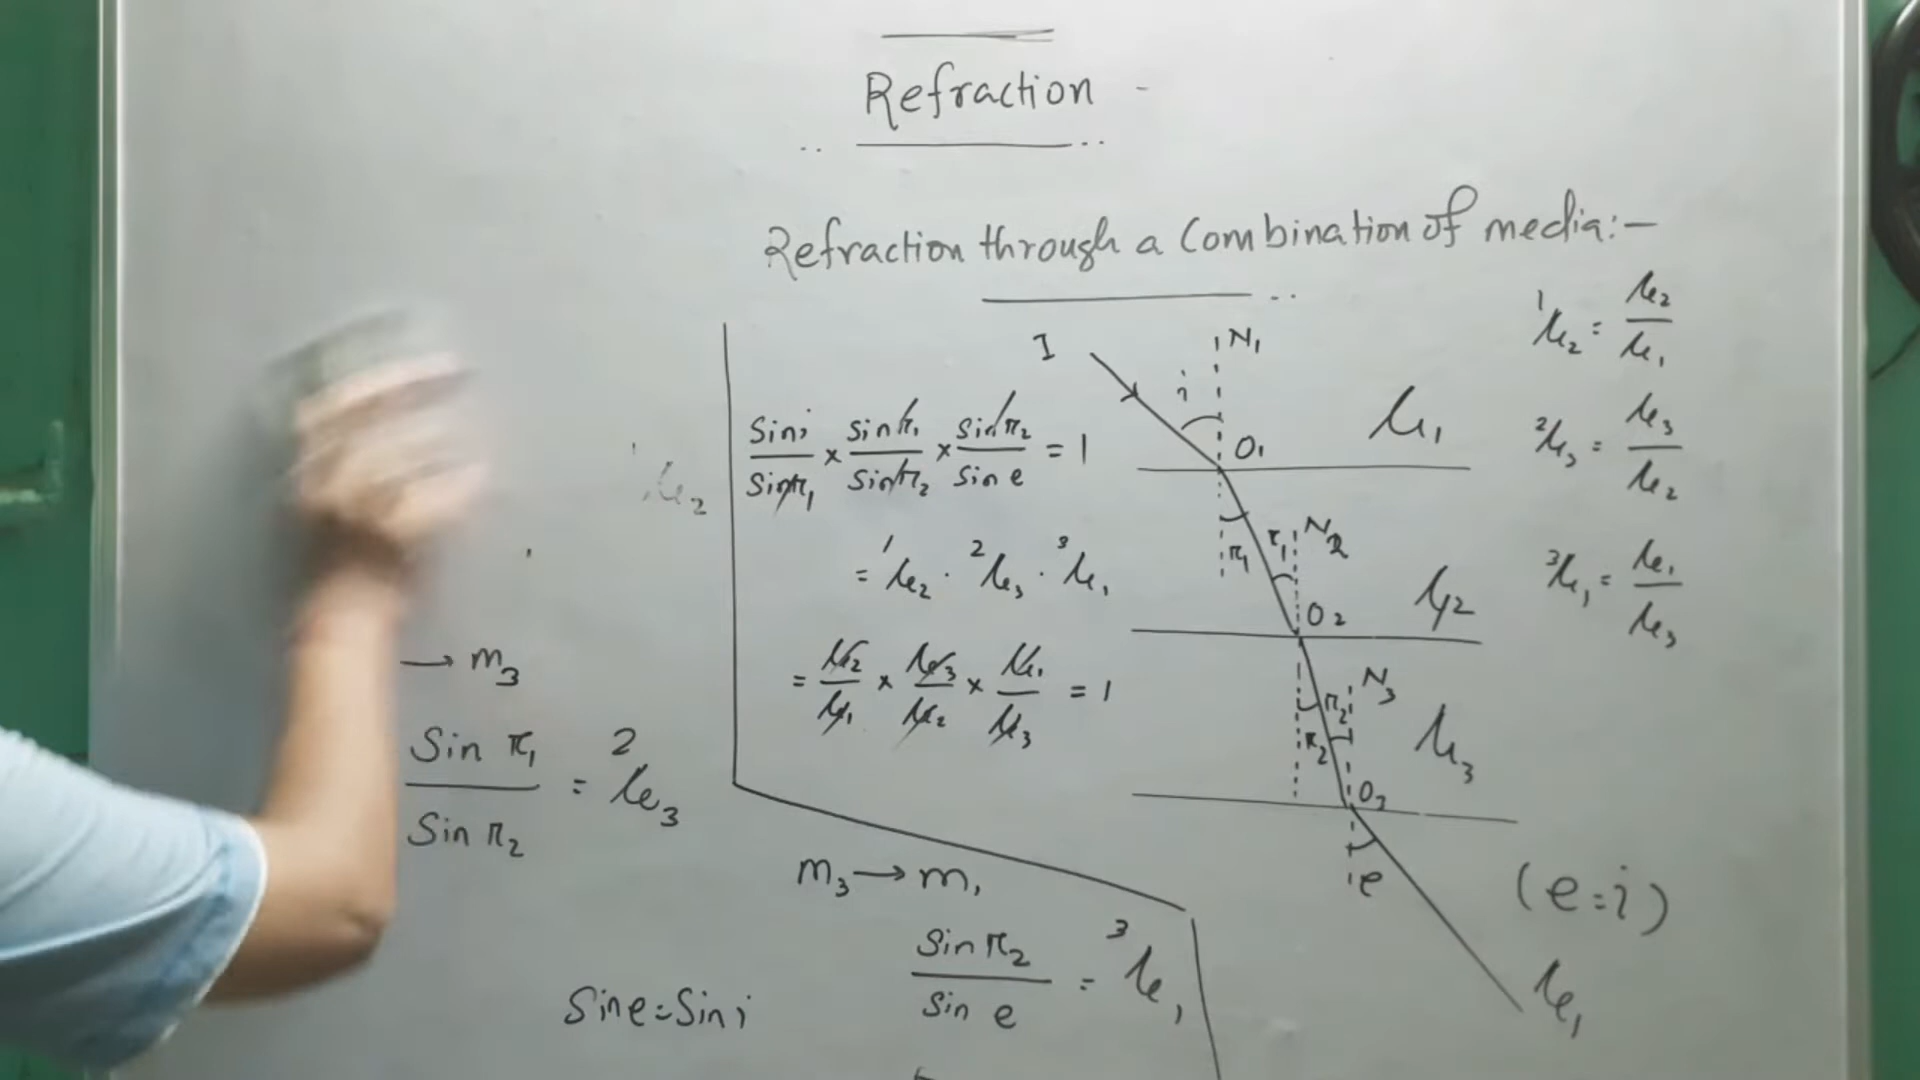 Refraction
Refraction through a Combination of media:-
¹μ₂ = μ₂/μ₁
²μ₃ = μ₃/μ₂
³μ₁ = μ₁/μ₃
Sin i/Sin r₁ × Sin r₁/Sin r₂ × Sin r₂/Sin e = 1
= ¹μ₂ · ²μ₃ · ³μ₁
= μ₂/μ₁ × μ₃/μ₂ × μ₁/μ₃ = 1
μ₂
→ m₃
Sin r₁/Sin r₂ = ²μ₃
m₃ → m₁
Sin r₂/Sin e = ³μ₁
Sin e = Sin i
I
N₁
i
O₁
μ₁
r₁
r₁
N₂
O₂
μ₂
r₂
r₂
N₃
μ₃
O₃
e
(e = i)
μ₁